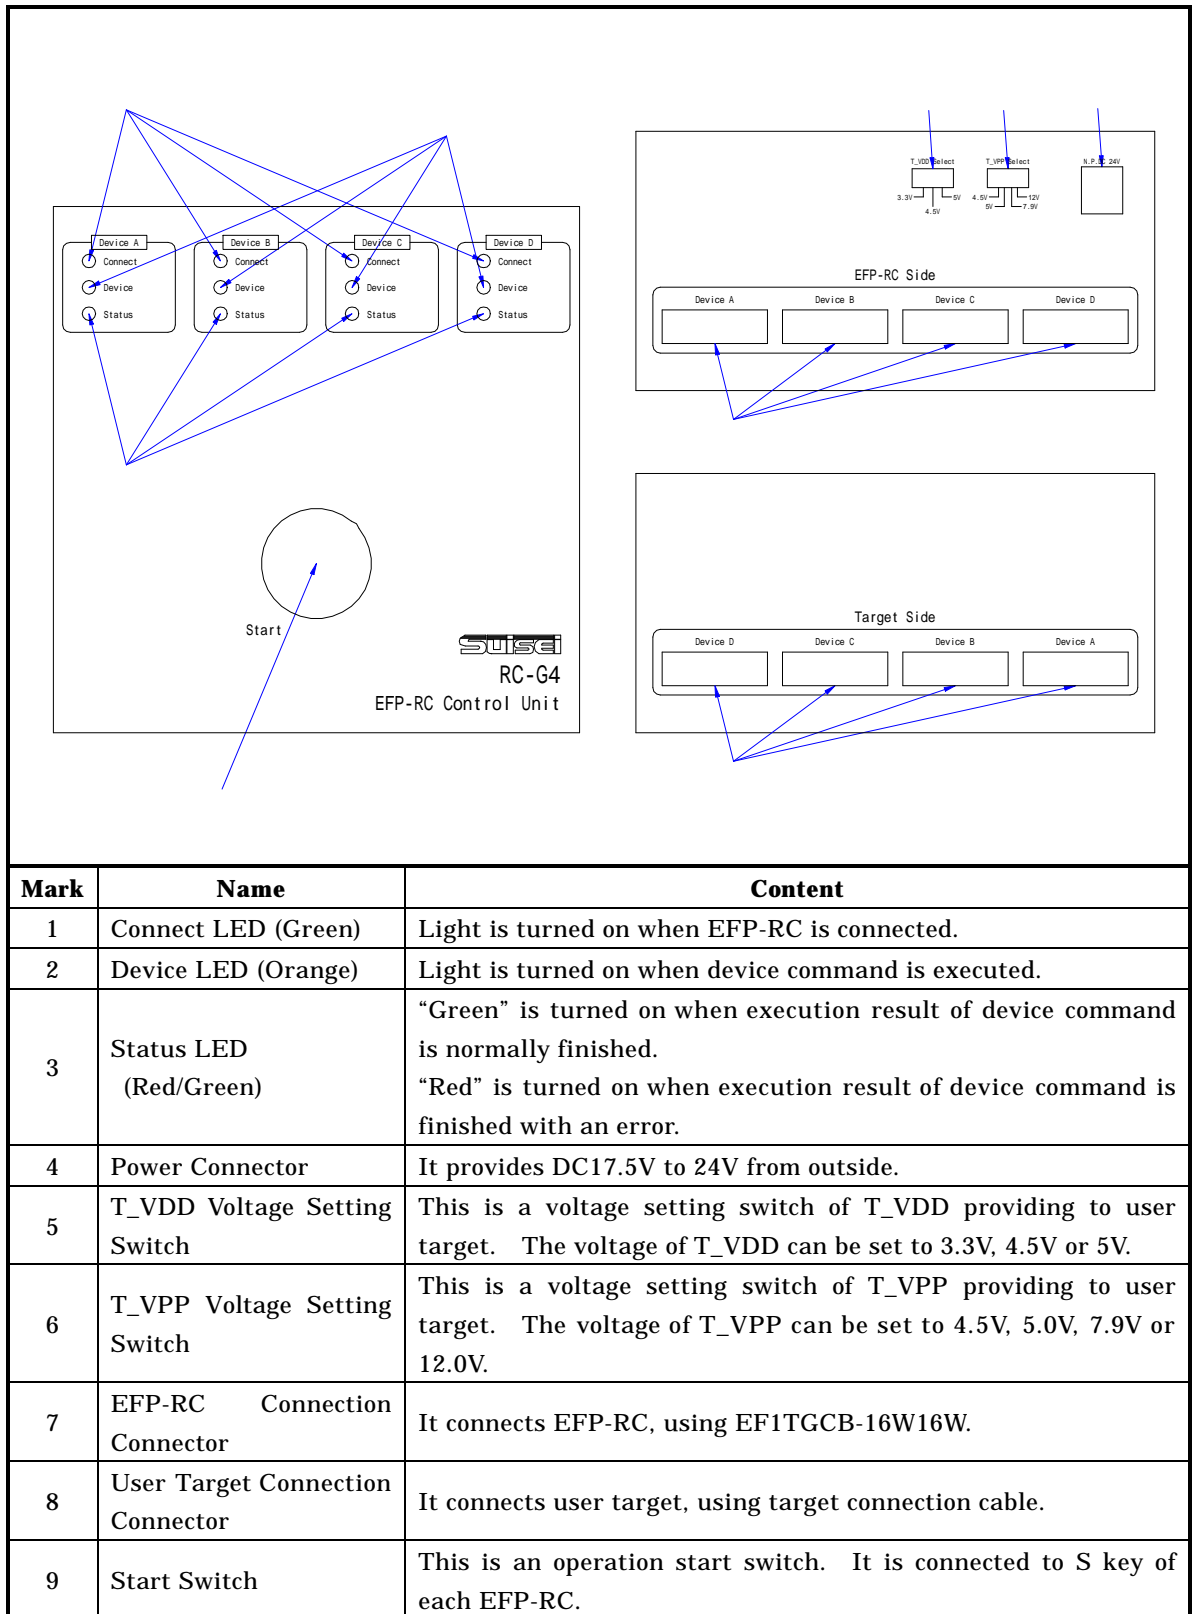 Device A
Connect
Device
Status
Device B
Connect
Device
Status
Device C
Connect
Device
Status
Device D
Connect
Device
Status
Start
SUISEI
RC-G4
EFP-RC Control Unit
T_VDD Select
3.3V
4.5V
5V
T_VPP Select
4.5V
5V
12V
7.9V
N.P.DC 24V
EFP-RC Side
Device A Device B Device C Device D
Target Side
Device D Device C Device B Device A
Mark Name Content
1 Connect LED (Green) Light is turned on when EFP-RC is connected.
2 Device LED (Orange) Light is turned on when device command is executed.
3 Status LED
(Red/Green)
“Green” is turned on when execution result of device command
is normally finished.
“Red” is turned on when execution result of device command is
finished with an error.
4 Power Connector It provides DC17.5V to 24V from outside.
5 T_VDD Voltage Setting
Switch
This is a voltage setting switch of T_VDD providing to user
target. The voltage of T_VDD can be set to 3.3V, 4.5V or 5V.
6 T_VPP Voltage Setting
Switch
This is a voltage setting switch of T_VPP providing to user
target. The voltage of T_VPP can be set to 4.5V, 5.0V, 7.9V or
12.0V.
7 EFP-RC Connection
Connector
It connects EFP-RC, using EF1TGCB-16W16W.
8 User Target Connection
Connector
It connects user target, using target connection cable.
9 Start Switch
This is an operation start switch. It is connected to S key of
each EFP-RC.